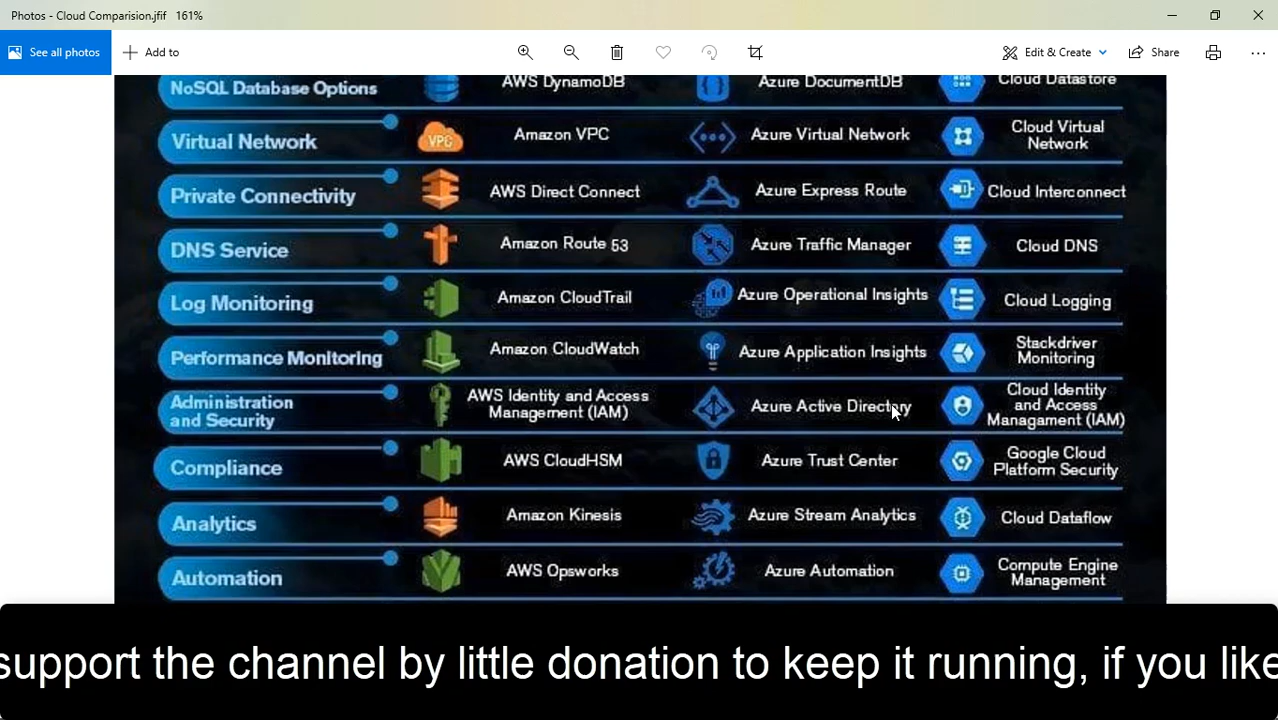 Photos - Cloud Comparision.jfif 161%
See all photos
Add to
Edit & Create
Share
NoSQL Database Options AWS DynamoDB Azure DocumentDB Cloud Datastore
Virtual Network Amazon VPC Azure Virtual Network Cloud Virtual
Network
VPC
Private Connectivity AWS Direct Connect Azure Express Route Cloud Interconnect
DNS Service Amazon Route 53 Azure Traffic Manager Cloud DNS
Log Monitoring Amazon CloudTrail Azure Operational Insights Cloud Logging
Performance Monitoring Amazon CloudWatch Azure Application Insights Stackdriver
Monitoring
Administration
and Security
AWS Identity and Access
Management (IAM)
Azure Active Directory
Cloud Identity
and Access
Managament (IAM)
Compliance AWS CloudHSM Azure Trust Center Google Cloud
Platform Security
Analytics Amazon Kinesis Azure Stream Analytics Cloud Dataflow
Automation AWS Opsworks Azure Automation Compute Engine
Management
support the channel by little donation to keep it running, if you like